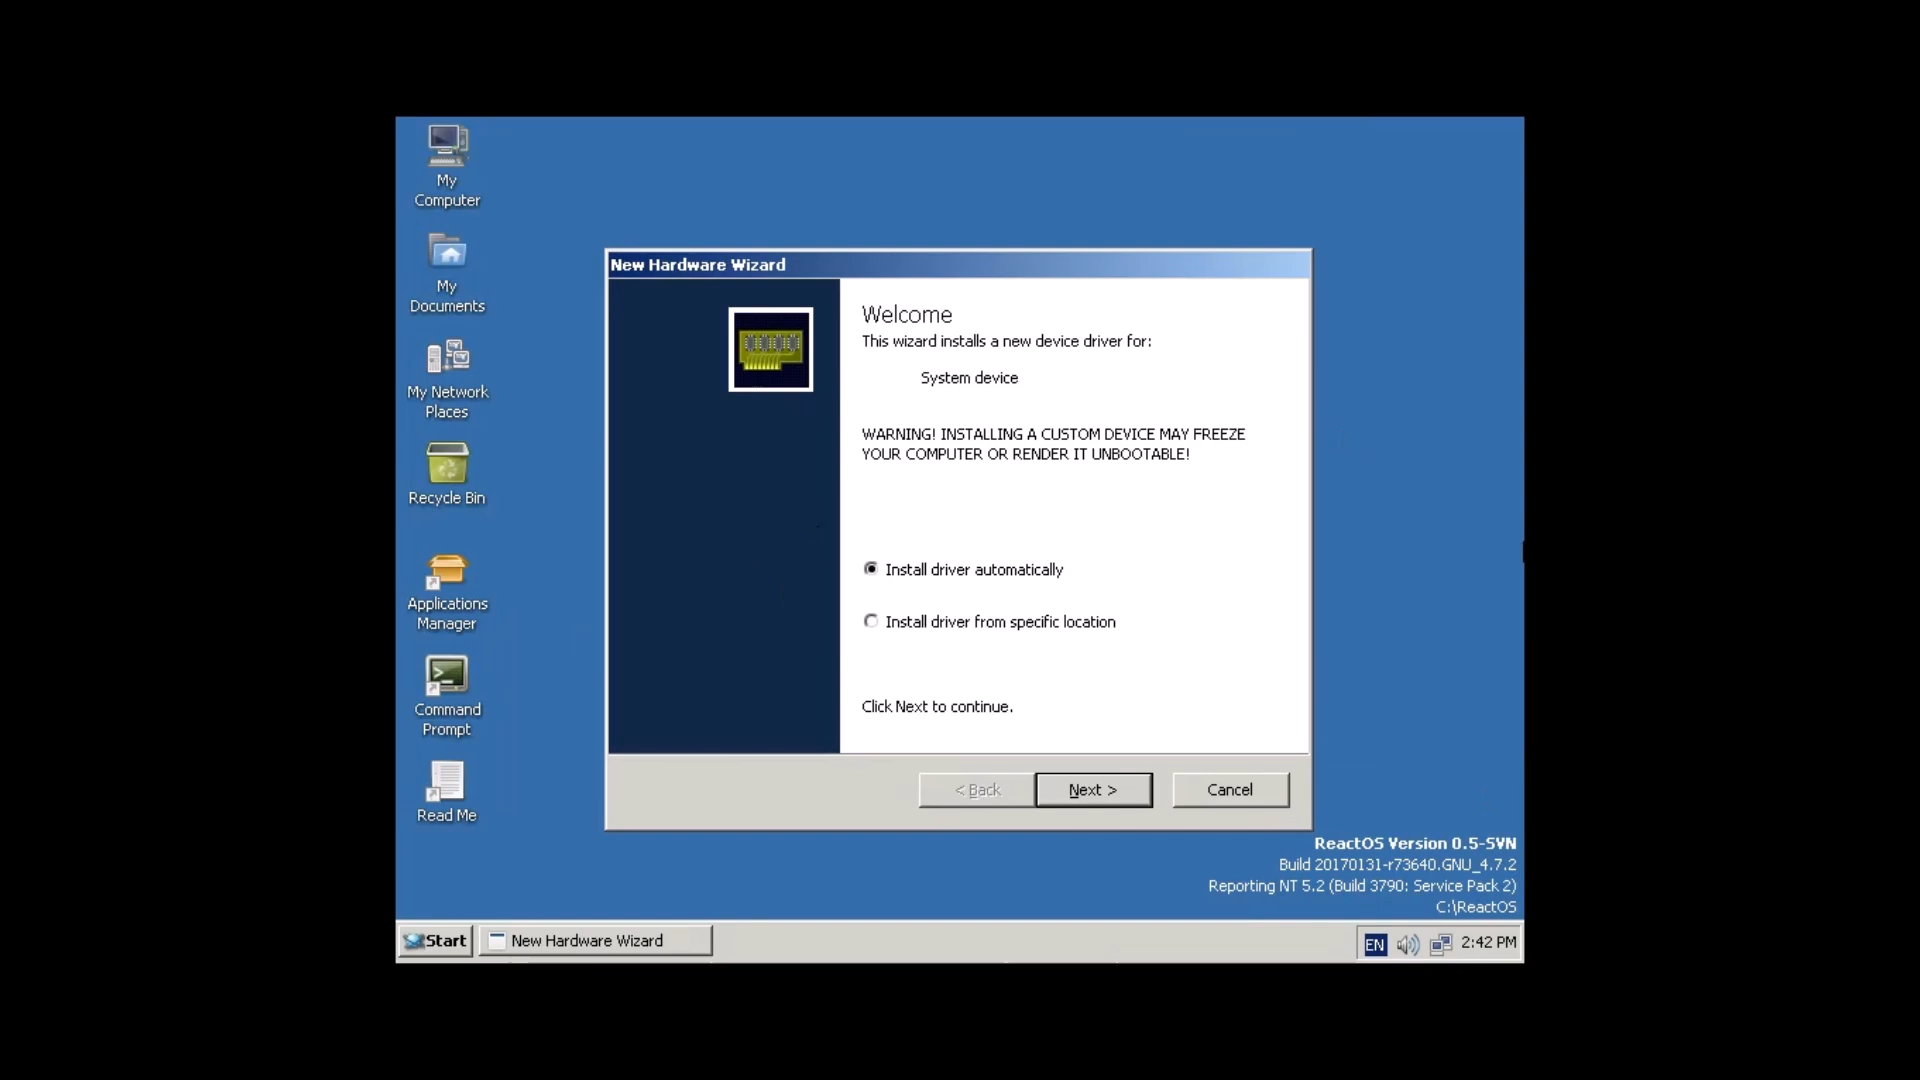 My
Computer
My
Documents
My Network
Places
Recycle Bin
Applications
Manager
Command
Prompt
Read Me
New Hardware Wizard
Welcome
This wizard installs a new device driver for:
System device
WARNING! INSTALLING A CUSTOM DEVICE MAY FREEZE
YOUR COMPUTER OR RENDER IT UNBOOTABLE!
Install driver automatically
Install driver from specific location
Click Next to continue.
< Back
Next >
Cancel
ReactOS Version 0.5-SVN
Build 20170131-r73640.GNU_4.7.2
Reporting NT 5.2 (Build 3790: Service Pack 2)
C:\ReactOS
Start
New Hardware Wizard
EN
2:42 PM